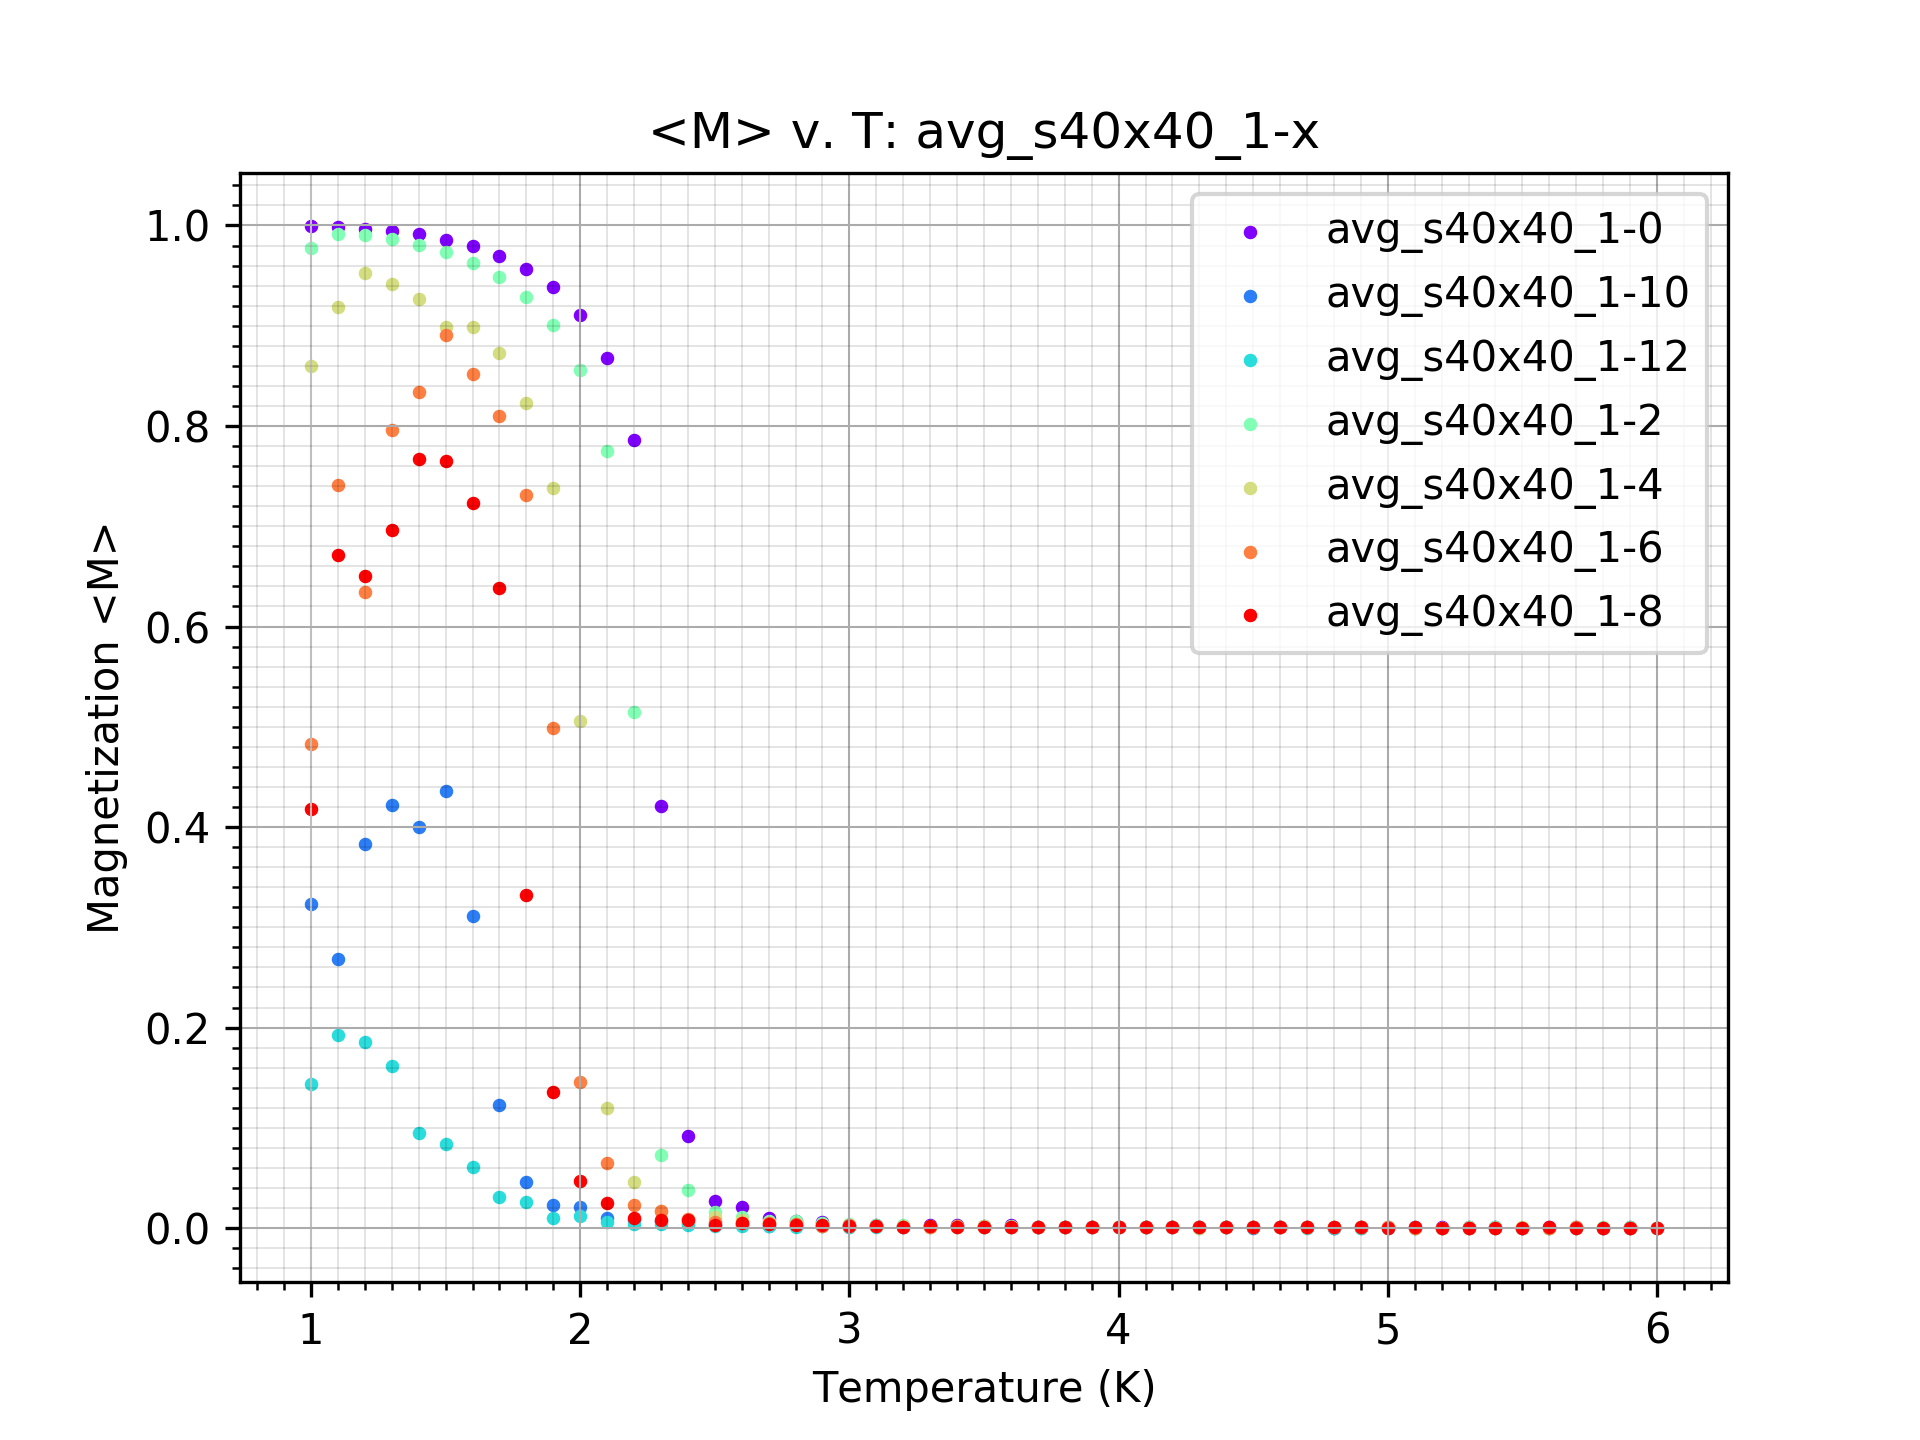 <M> v. T: avg_s40x40_1-x
Magnetization <M>
1.0
0.8
0.6
0.4
0.2
0.0
avg_s40x40_1-0
avg_s40x40_1-10
avg_s40x40_1-12
avg_s40x40_1-2
avg_s40x40_1-4
avg_s40x40_1-6
avg_s40x40_1-8
1 2 3 4 5 6
Temperature (K)